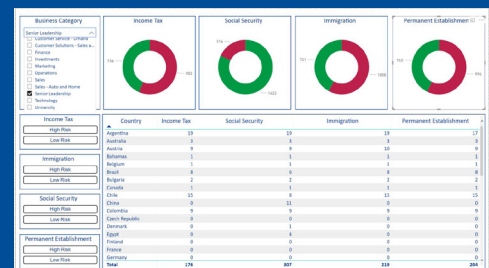 Business Category
Senior Leadership
Customer Service - Omaha
Customer Solutions - Sales a...
Finance
Investments
Marketing
Operations
Sales
Sales - Auto and Home
Senior Leadership
Technology
University
Income Tax
Social Security
Immigration
Permanent Establishmen
Income Tax
High Risk
Low Risk
Immigration
High Risk
Low Risk
Social Security
High Risk
Low Risk
Permanent Establishment
High Risk
Low Risk
Country Income Tax Social Security Immigration Permanent Establishment
Argentina 19 19 19 17
Australia 3 3 3 3
Austria 9 9 10 9
Bahamas 1 1 1 1
Belgium 1 1 1 1
Brazil 8 6 8 8
Bulgaria 2
Canada 1 1 1 1
Chile 15 8 11 15
China 0 11 0 0
Colombia 9 9 9 9
Czech Republic 0 0 0 0
Denmark 0 1 0 0
Egypt 0 4 0 0
Finland 0 0 0 0
France 0 0 0 0
Germany 0 0 0 0
Total 176 307 219 204